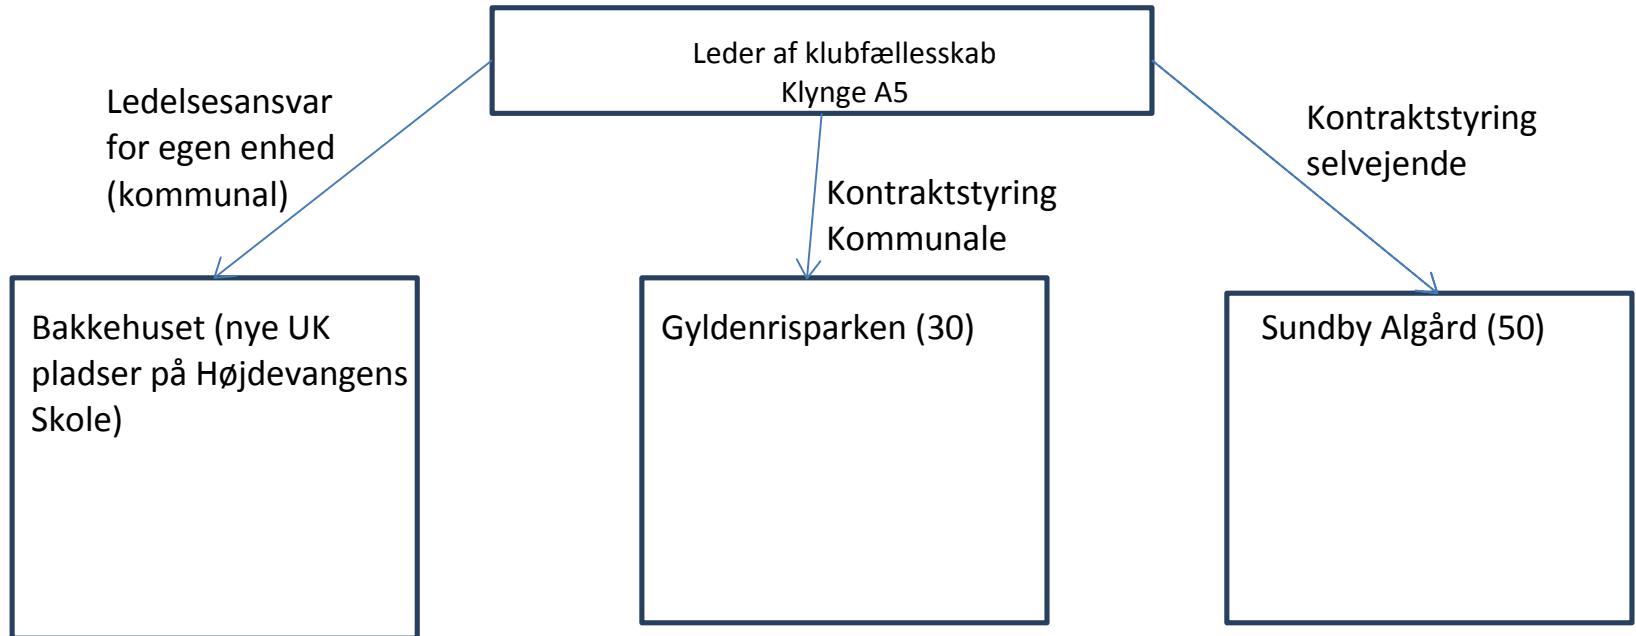 Leder af klubfællesskab
Klynge A5
Ledelsesansvar
for egen enhed
(kommunal)
Kontraktstyring
Kommunale
Kontraktstyring
selvejende
Bakkehuset (nye UK
pladser på Højdevangens
Skole)
Gyldenrisparken (30)
Sundby Algård (50)